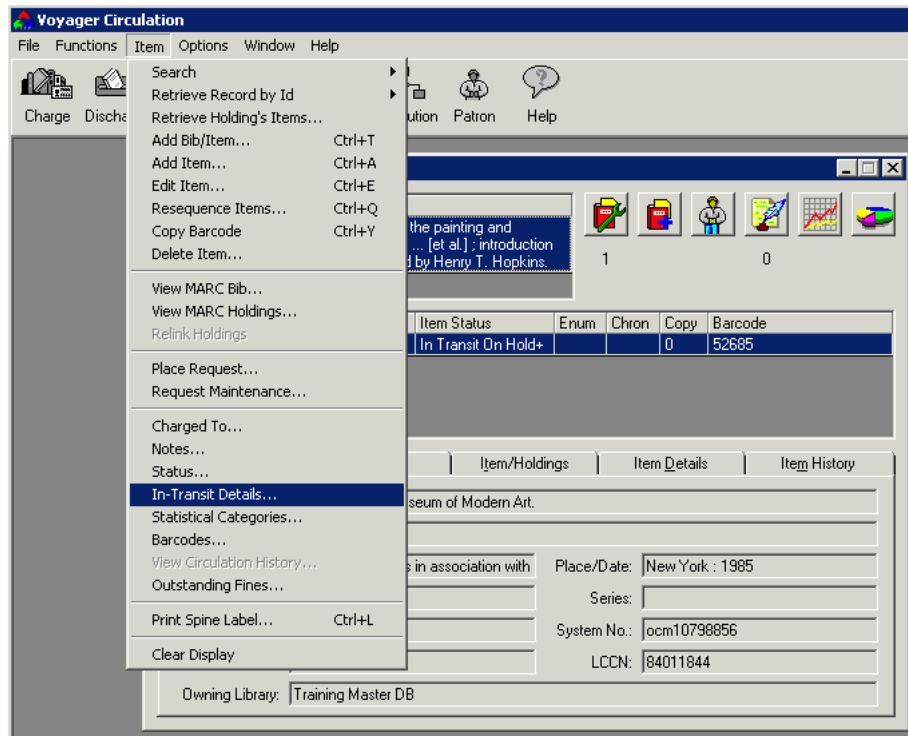 Voyager Circulation
File Functions Item Options Window Help
Charge Discha
ution Patron Help
Search
Retrieve Record by Id
Retrieve Holding's Items...
Add Bib/Item... Ctrl+T
Add Item... Ctrl+A
Edit Item... Ctrl+E
Resequence Items... Ctrl+Q
Copy Barcode Ctrl+Y
Delete Item...
View MARC Bib...
View MARC Holdings...
Relink Holdings
Place Request...
Request Maintenance...
Charged To...
Notes...
Status...
In-Transit Details...
Statistical Categories...
Barcodes...
View Circulation History...
Outstanding Fines...
Print Spine Label... Ctrl+L
Clear Display
the painting and
... [et al.] ; introduction
d by Henry T. Hopkins.
1 0
Item Status Enum Chron Copy Barcode
In Transit On Hold+ 0 52685
Item/Holdings Item Details Item History
seum of Modern Art.
s in association with Place/Date: New York : 1985
Series:
System No.: ocm10798856
LCCN: 84011844
Owning Library: Training Master DB